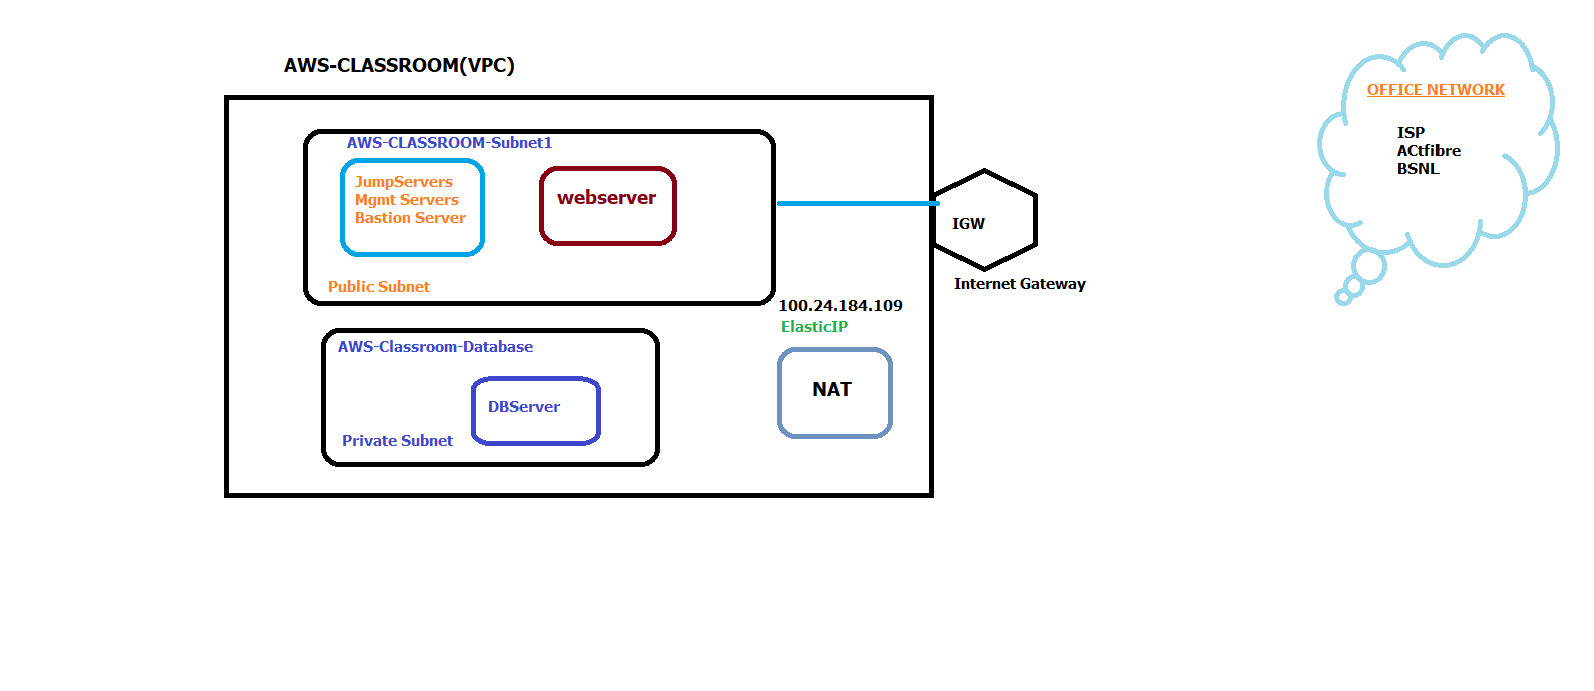 AWS-CLASSROOM(VPC)
AWS-CLASSROOM-Subnet1
JumpServers
Mgmt Servers
Bastion Server
webserver
Public Subnet
AWS-Classroom-Database
DBServer
Private Subnet
100.24.184.109
ElasticIP
NAT
IGW
Internet Gateway
OFFICE NETWORK
ISP
ACtfibre
BSNL